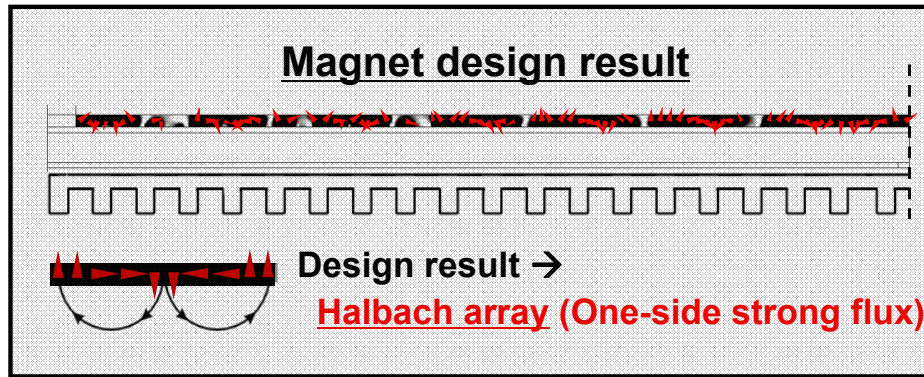 Magnet design result
Design result →
Halbach array (One-side strong flux)